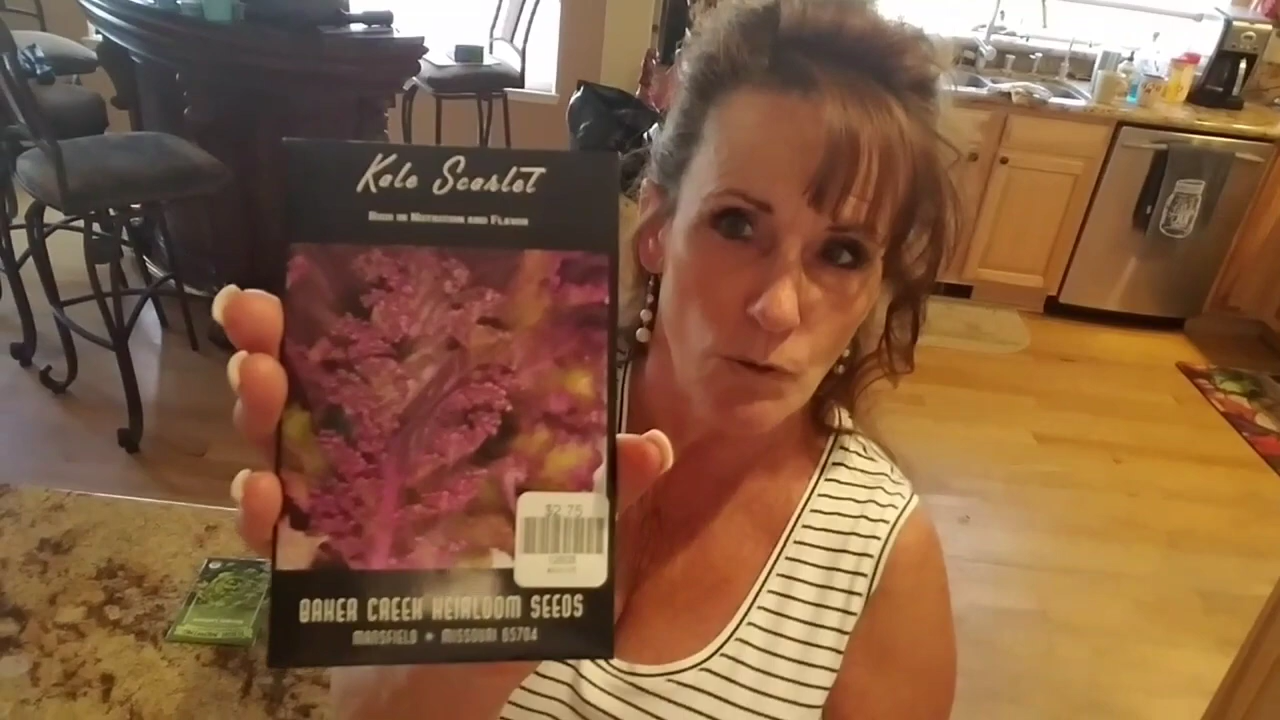 Kale Scarlet
Rich in Nutrition and Flavor
$2.75
BAKER CREEK HEIRLOOM SEEDS
MANSFIELD • MISSOURI 65704